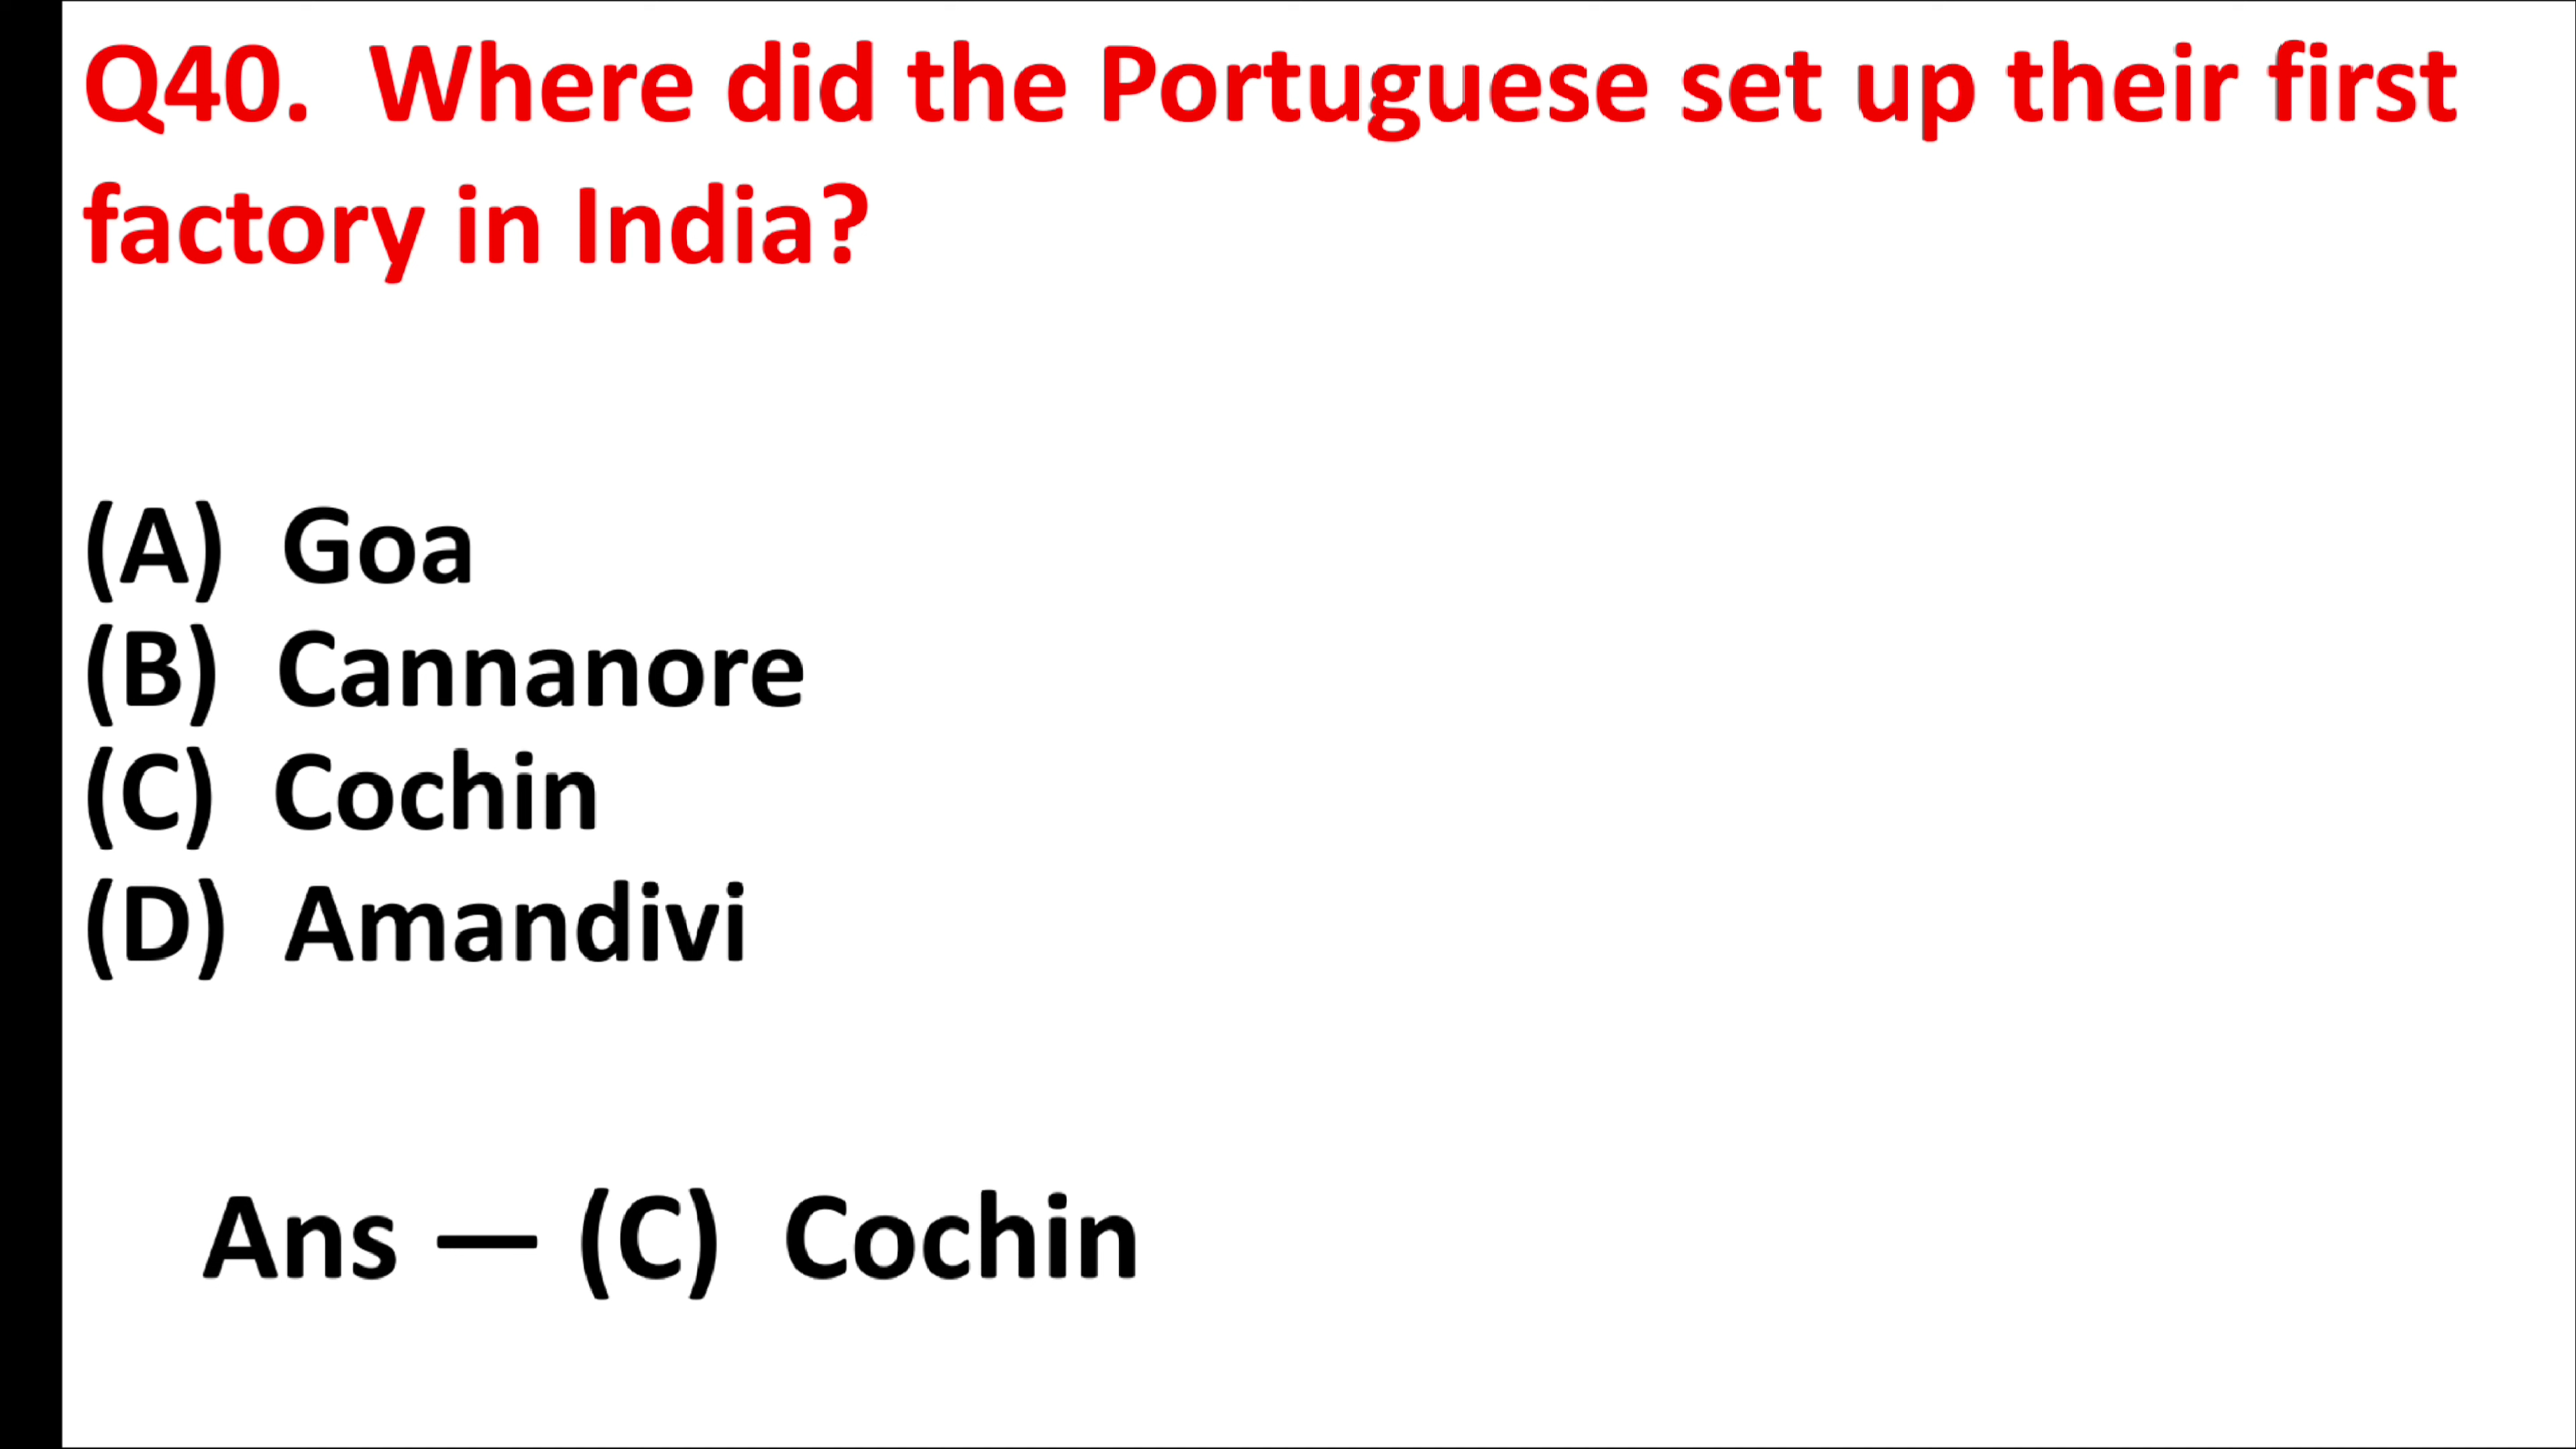 Q40. Where did the Portuguese set up their first
factory in India?
(A) Goa
(B) Cannanore
(C) Cochin
(D) Amandivi
Ans — (C) Cochin